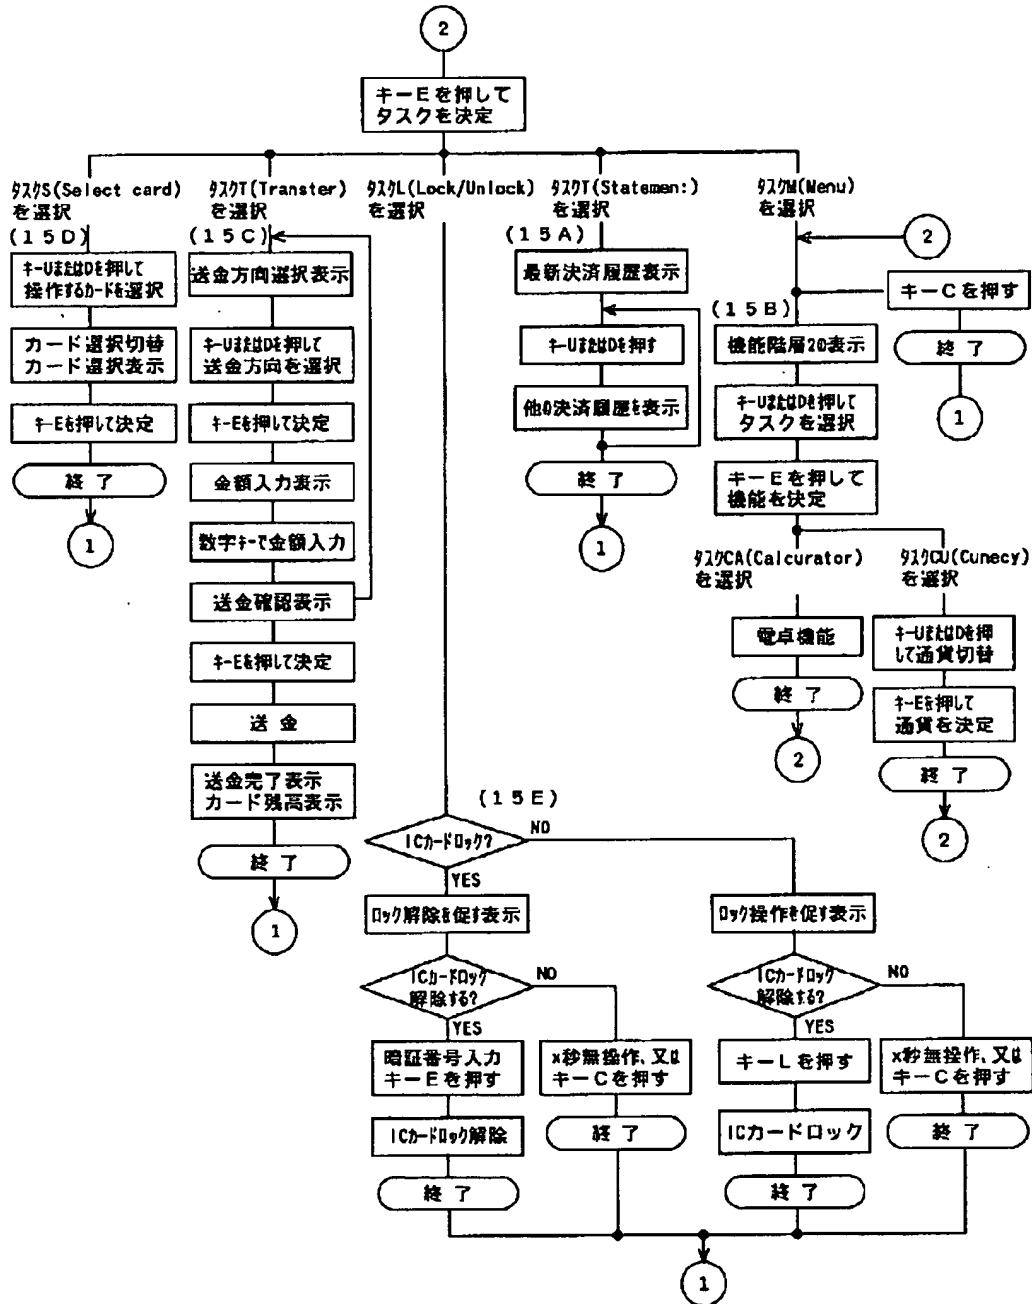 2
キーEを押して
タスクを決定
タスクS(Select card)
を選択
(15D)
キーUまたはDを押して
操作するカードを選択
カード選択切替
カード選択表示
キーEを押して決定
終了
1
タスクT(Transter)
を選択
(15C)
送金方向選択表示
キーUまたはDを押して
送金方向を選択
キーEを押して決定
金額入力表示
数字キーで金額入力
送金確認表示
キーEを押して決定
送金
送金完了表示
カード残高表示
終了
1
タスクL(Lock/Unlock)
を選択
タスクT(Statemen:)
を選択
(15A)
最新決済履歴表示
キーUまたはDを押す
他の決済履歴を表示
終了
1
タスクM(Menu)
を選択
2
キーCを押す
終了
1
(15B)
機能階層2の表示
キーUまたはDを押して
タスクを選択
キーEを押して
機能を決定
タスクCA(Calcurator)
を選択
電卓機能
終了
2
タスクCU(Cunecy)
を選択
キーUまたはDを押
して通貨切替
キーEを押して
通貨を決定
終了
2
(15E)
ICカードロック?
NO
YES
ロック解除を促す表示
ICカードロック
解除する?
NO
YES
暗証番号入力
キーEを押す
ICカードロック解除
終了
x秒無操作、又は
キーCを押す
終了
ロック操作を促す表示
ICカードロック
解除する?
NO
YES
キーLを押す
ICカードロック
終了
x秒無操作、又は
キーCを押す
終了
1